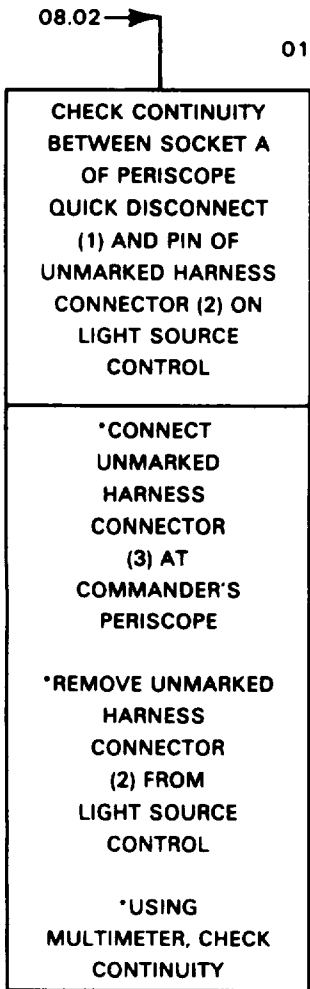 08.02
01
CHECK CONTINUITY
BETWEEN SOCKET A
OF PERISCOPE
QUICK DISCONNECT
(1) AND PIN OF
UNMARKED HARNESS
CONNECTOR (2) ON
LIGHT SOURCE
CONTROL
*CONNECT
UNMARKED
HARNESS
CONNECTOR
(3) AT
COMMANDER'S
PERISCOPE
*REMOVE UNMARKED
HARNESS
CONNECTOR
(2) FROM
LIGHT SOURCE
CONTROL
*USING
MULTIMETER, CHECK
CONTINUITY